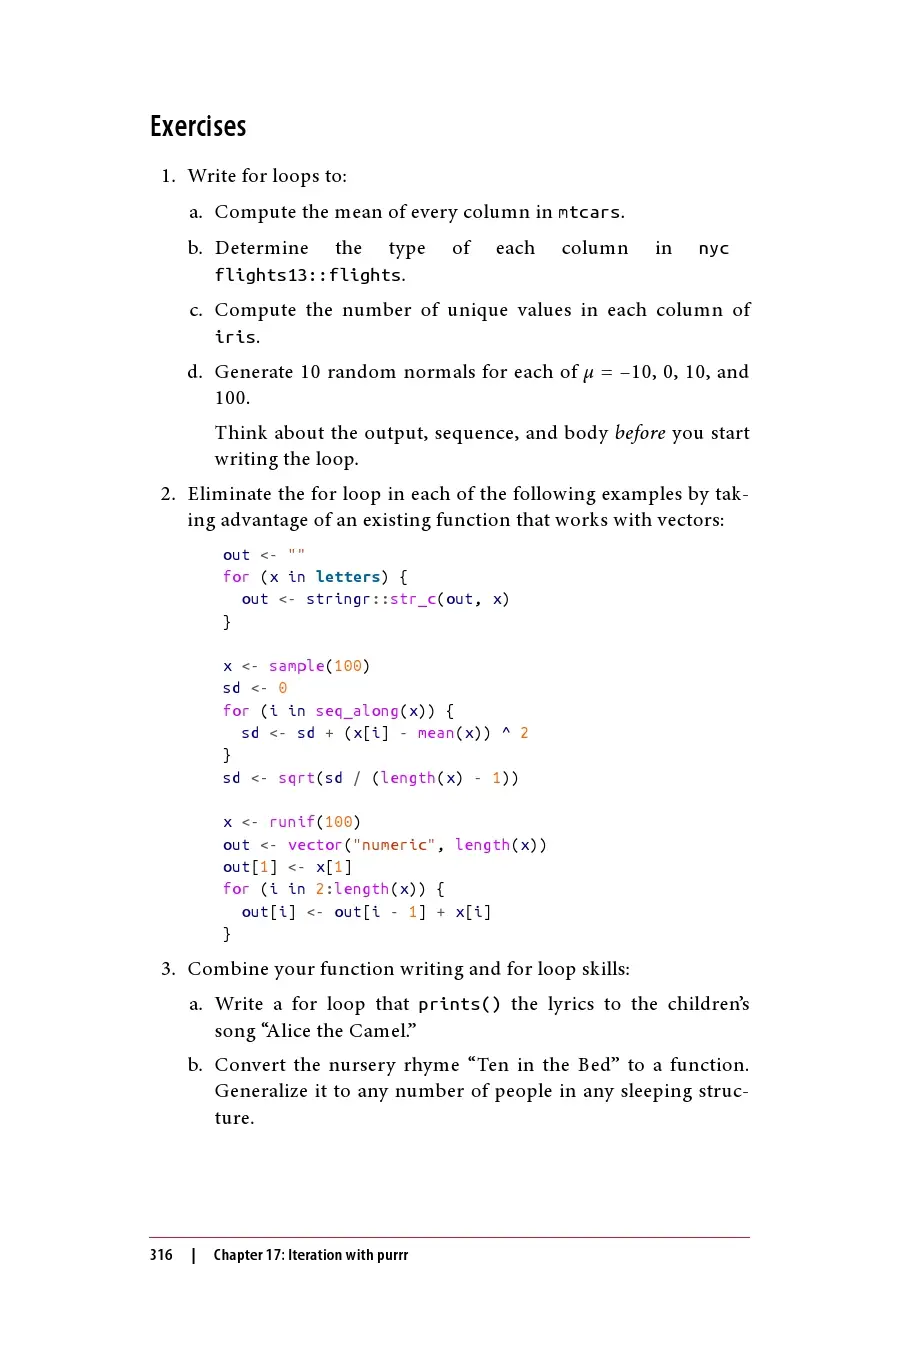 Exercises
1. Write for loops to:
a. Compute the mean of every column in mtcars.
b. Determine the type of each column in nyc
flights13::flights.
c. Compute the number of unique values in each column of
iris.
d. Generate 10 random normals for each of μ = –10, 0, 10, and
100.
Think about the output, sequence, and body before you start
writing the loop.
2. Eliminate the for loop in each of the following examples by tak-
ing advantage of an existing function that works with vectors:
out <- ""
for (x in letters) {
  out <- stringr::str_c(out, x)
}
x <- sample(100)
sd <- 0
for (i in seq_along(x)) {
  sd <- sd + (x[i] - mean(x)) ^ 2
}
sd <- sqrt(sd / (length(x) - 1))
x <- runif(100)
out <- vector("numeric", length(x))
out[1] <- x[1]
for (i in 2:length(x)) {
  out[i] <- out[i - 1] + x[i]
}
3. Combine your function writing and for loop skills:
a. Write a for loop that prints() the lyrics to the children’s
song “Alice the Camel.”
b. Convert the nursery rhyme “Ten in the Bed” to a function.
Generalize it to any number of people in any sleeping struc-
ture.
316 | Chapter 17: Iteration with purrr